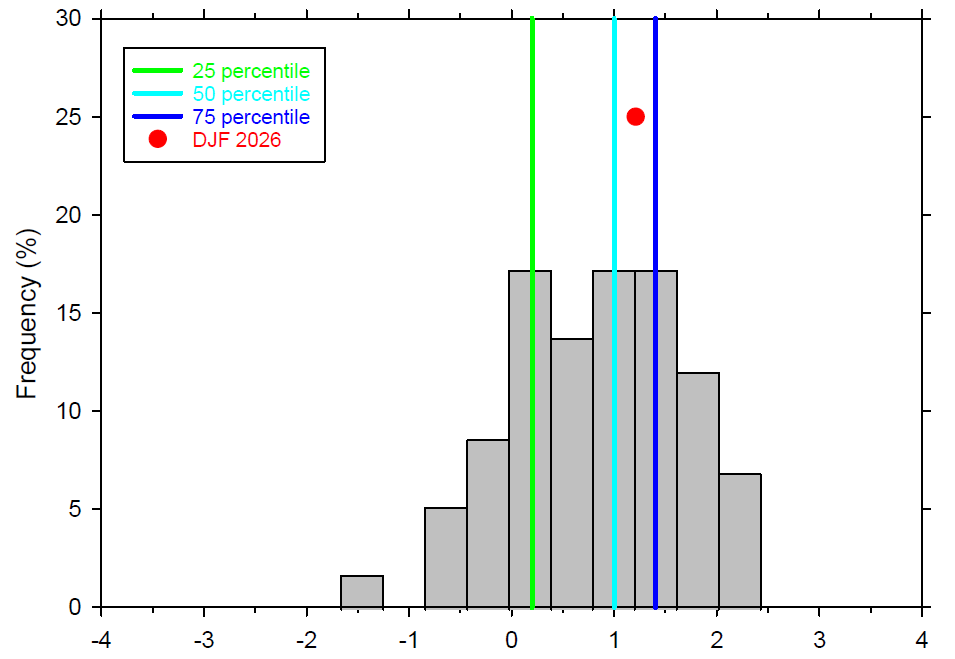 30
25 percentile
50 percentile
75 percentile
DJF 2026
25
20
15
10
5
0
Frequency (%)
-4 -3 -2 -1 0 1 2 3 4